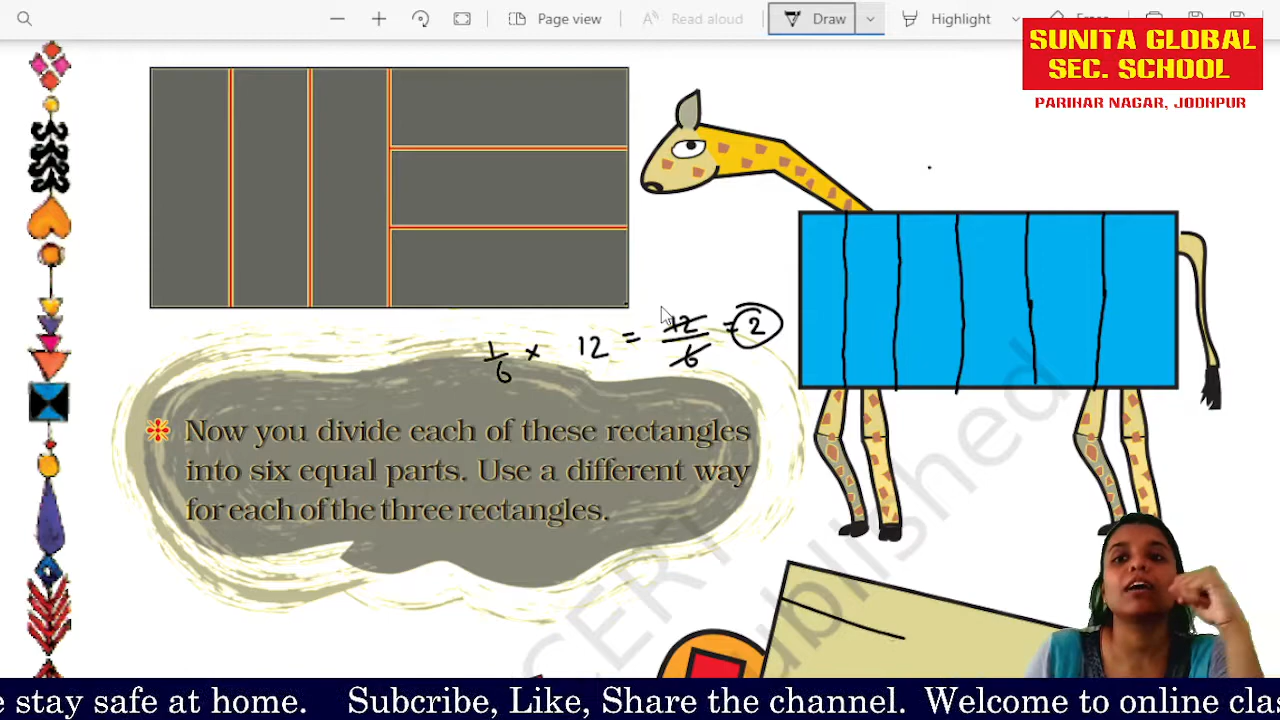 Page view
Read aloud
Draw
Highlight
SUNITA GLOBAL
SEC. SCHOOL
PARIHAR NAGAR, JODHPUR
1/6 × 12 = 12/6 = 2
Now you divide each of these rectangles
into six equal parts. Use a different way
for each of the three rectangles.
published
e stay safe at home. Subcribe, Like, Share the channel. Welcome to online clas